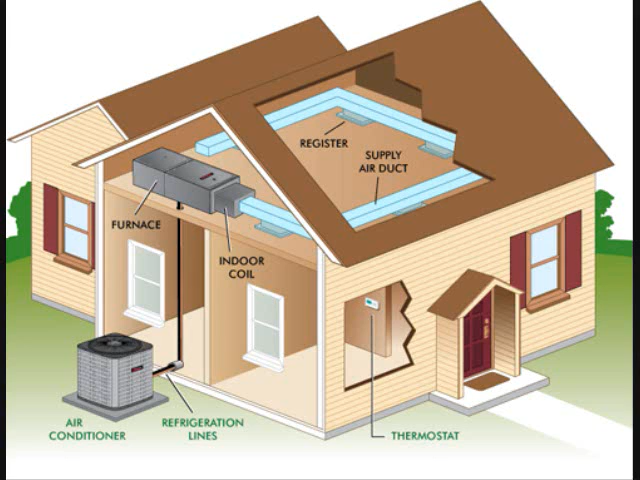 REGISTER
SUPPLY
AIR DUCT
FURNACE
INDOOR
COIL
AIR
CONDITIONER
REFRIGERATION
LINES
THERMOSTAT